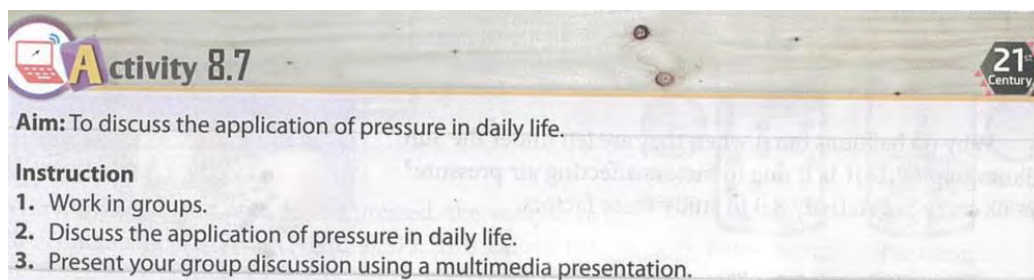 Activity 8.7
21st Century
Aim: To discuss the application of pressure in daily life.
Instruction
1. Work in groups.
2. Discuss the application of pressure in daily life.
3. Present your group discussion using a multimedia presentation.